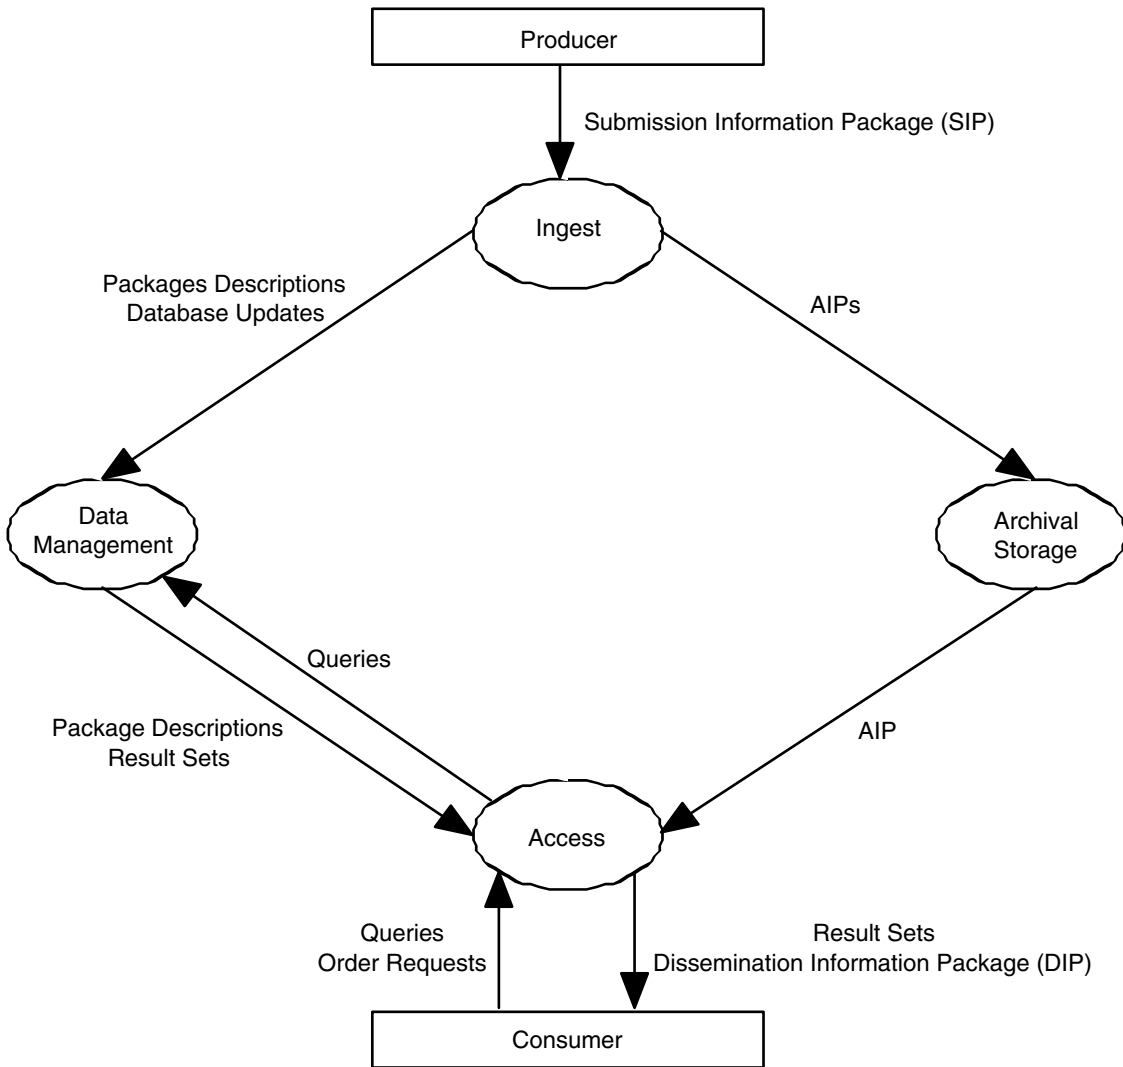 Producer
Submission Information Package (SIP)
Ingest
Packages Descriptions
Database Updates
AIPs
Data
Management
Archival
Storage
Queries
Package Descriptions
Result Sets
AIP
Access
Queries
Order Requests
Result Sets
Dissemination Information Package (DIP)
Consumer